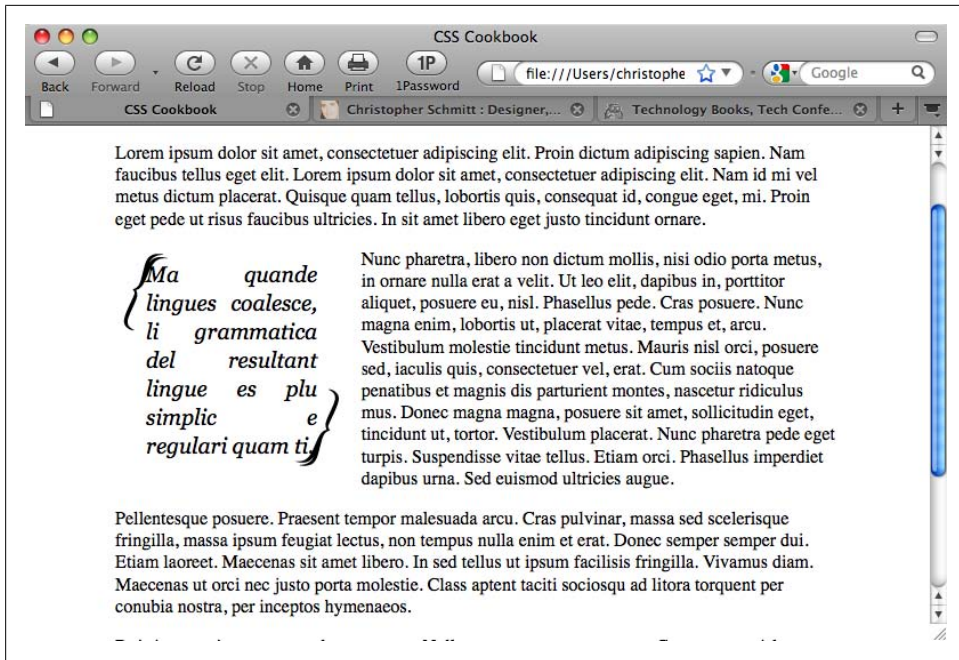 CSS Cookbook
1P
file:///Users/christophe
Google
Back
Forward
Reload
Stop
Home
Print
1Password
CSS Cookbook
Christopher Schmitt : Designer,...
Technology Books, Tech Confe...
Lorem ipsum dolor sit amet, consectetuer adipiscing elit. Proin dictum adipiscing sapien. Nam
faucibus tellus eget elit. Lorem ipsum dolor sit amet, consectetuer adipiscing elit. Nam id mi vel
metus dictum placerat. Quisque quam tellus, lobortis quis, consequat id, congue eget, mi. Proin
eget pede ut risus faucibus ultricies. In sit amet libero eget justo tincidunt ornare.
Ma quande
lingues coalesce,
li grammatica
del resultant
lingue es plu
simplic e
regulari quam ti.
Nunc pharetra, libero non dictum mollis, nisi odio porta metus,
in ornare nulla erat a velit. Ut leo elit, dapibus in, porttitor
aliquet, posuere eu, nisl. Phasellus pede. Cras posuere. Nunc
magna enim, lobortis ut, placerat vitae, tempus et, arcu.
Vestibulum molestie tincidunt metus. Mauris nisl orci, posuere
sed, iaculis quis, consectetuer vel, erat. Cum sociis natoque
penatibus et magnis dis parturient montes, nascetur ridiculus
mus. Donec magna magna, posuere sit amet, sollicitudin eget,
tincidunt ut, tortor. Vestibulum placerat. Nunc pharetra pede eget
turpis. Suspendisse vitae tellus. Etiam orci. Phasellus imperdiet
dapibus urna. Sed euismod ultricies augue.
Pellentesque posuere. Praesent tempor malesuada arcu. Cras pulvinar, massa sed scelerisque
fringilla, massa ipsum feugiat lectus, non tempus nulla enim et erat. Donec semper semper dui.
Etiam laoreet. Maecenas sit amet libero. In sed tellus ut ipsum facilisis fringilla. Vivamus diam.
Maecenas ut orci nec justo porta molestie. Class aptent taciti sociosqu ad litora torquent per
conubia nostra, per inceptos hymenaeos.